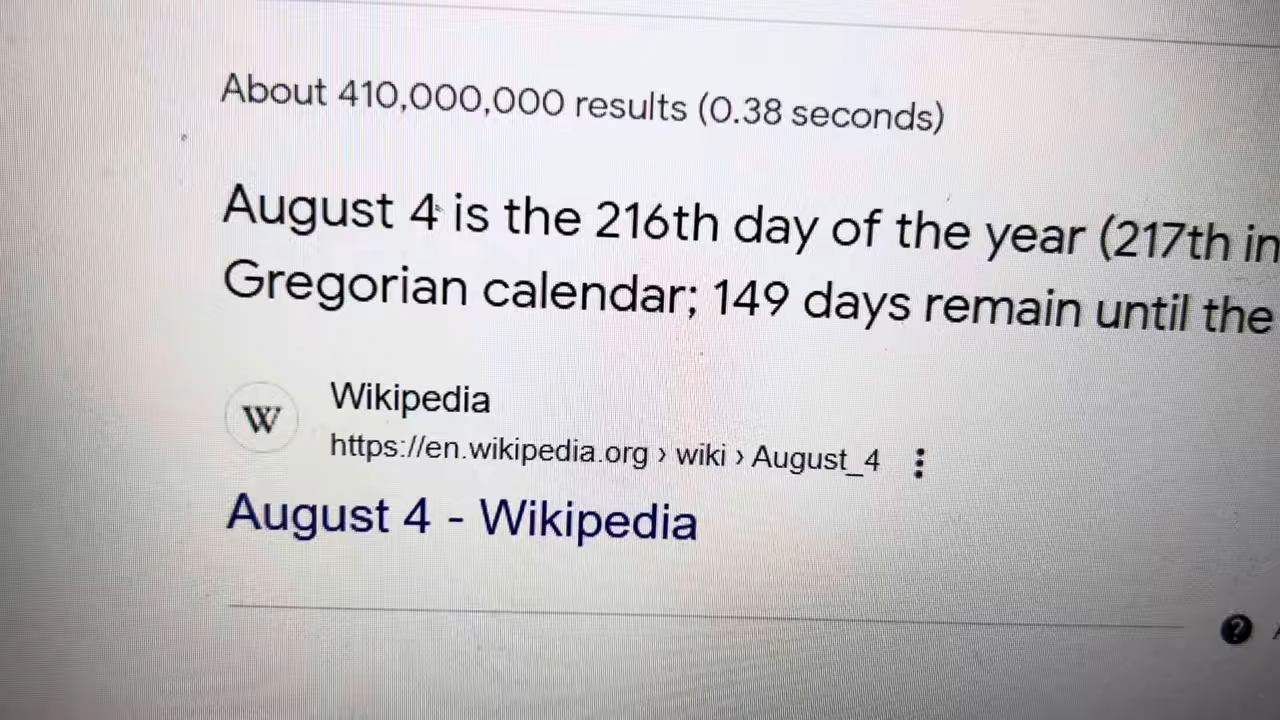 About 410,000,000 results (0.38 seconds)
August 4 is the 216th day of the year (217th in
Gregorian calendar; 149 days remain until the
W
Wikipedia
https://en.wikipedia.org › wiki › August_4
August 4 - Wikipedia
?